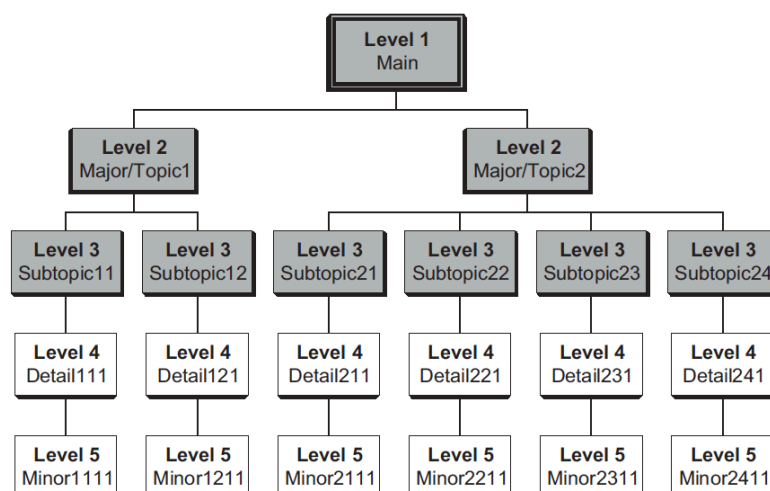 Level 1
Main
Level 2
Major/Topic1
Level 2
Major/Topic2
Level 3
Subtopic11
Level 3
Subtopic12
Level 3
Subtopic21
Level 3
Subtopic22
Level 3
Subtopic23
Level 3
Subtopic24
Level 4
Detail111
Level 4
Detail121
Level 4
Detail211
Level 4
Detail221
Level 4
Detail231
Level 4
Detail241
Level 5
Minor1111
Level 5
Minor1211
Level 5
Minor2111
Level 5
Minor2211
Level 5
Minor2311
Level 5
Minor2411